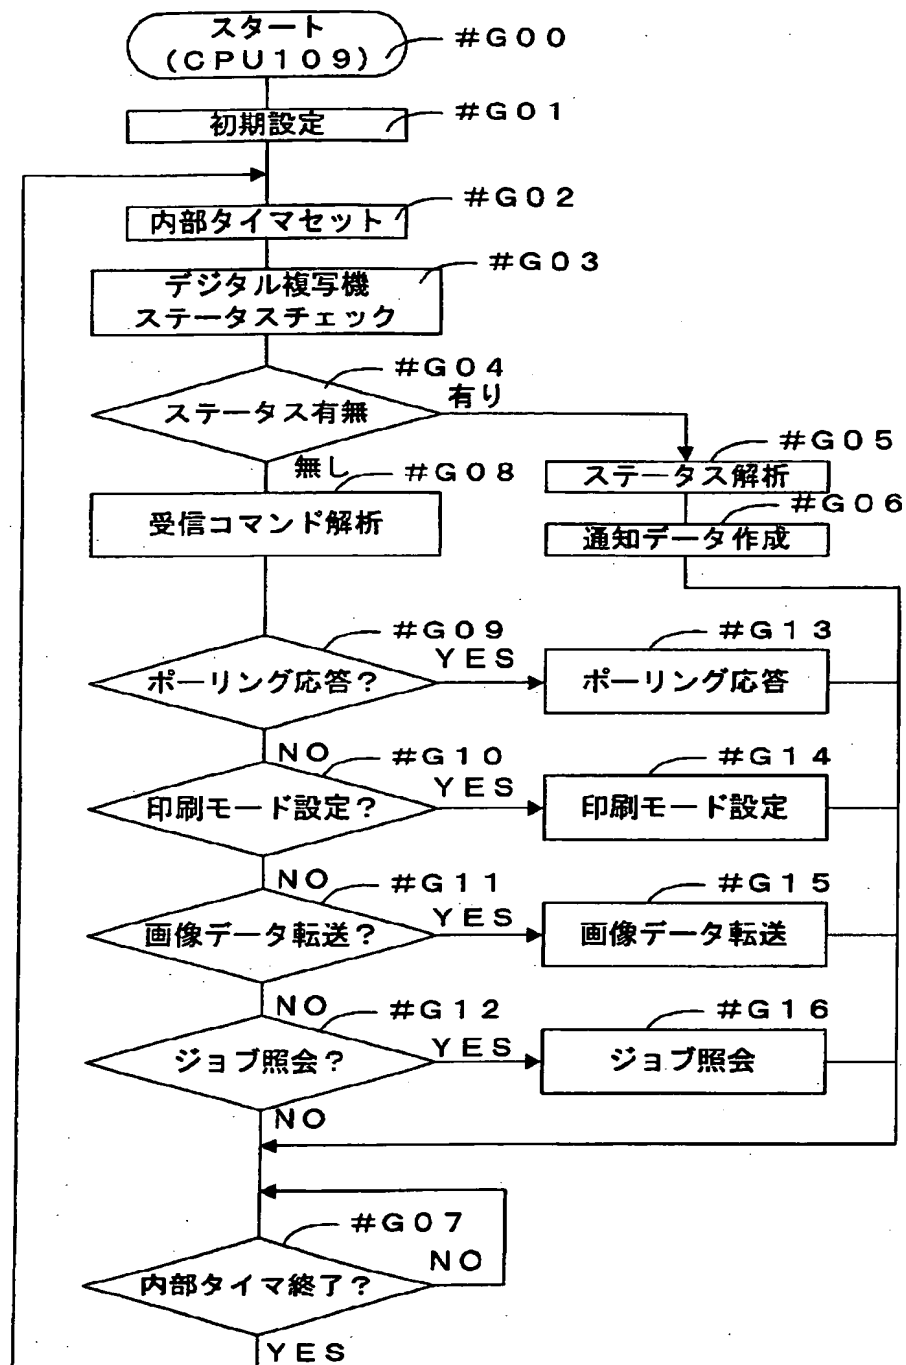 スタート
(CPU109)
#G00
初期設定
#G01
内部タイマセット
#G02
デジタル複写機
ステータスチェック
#G03
ステータス有無
#G04
有り
無し
ステータス解析
#G05
通知データ作成
#G06
受信コマンド解析
#G08
ポーリング応答?
#G09
YES
ポーリング応答
#G13
NO
印刷モード設定?
#G10
YES
印刷モード設定
#G14
NO
画像データ転送?
#G11
YES
画像データ転送
#G15
NO
ジョブ照会?
#G12
YES
ジョブ照会
#G16
NO
内部タイマ終了?
#G07
NO
YES